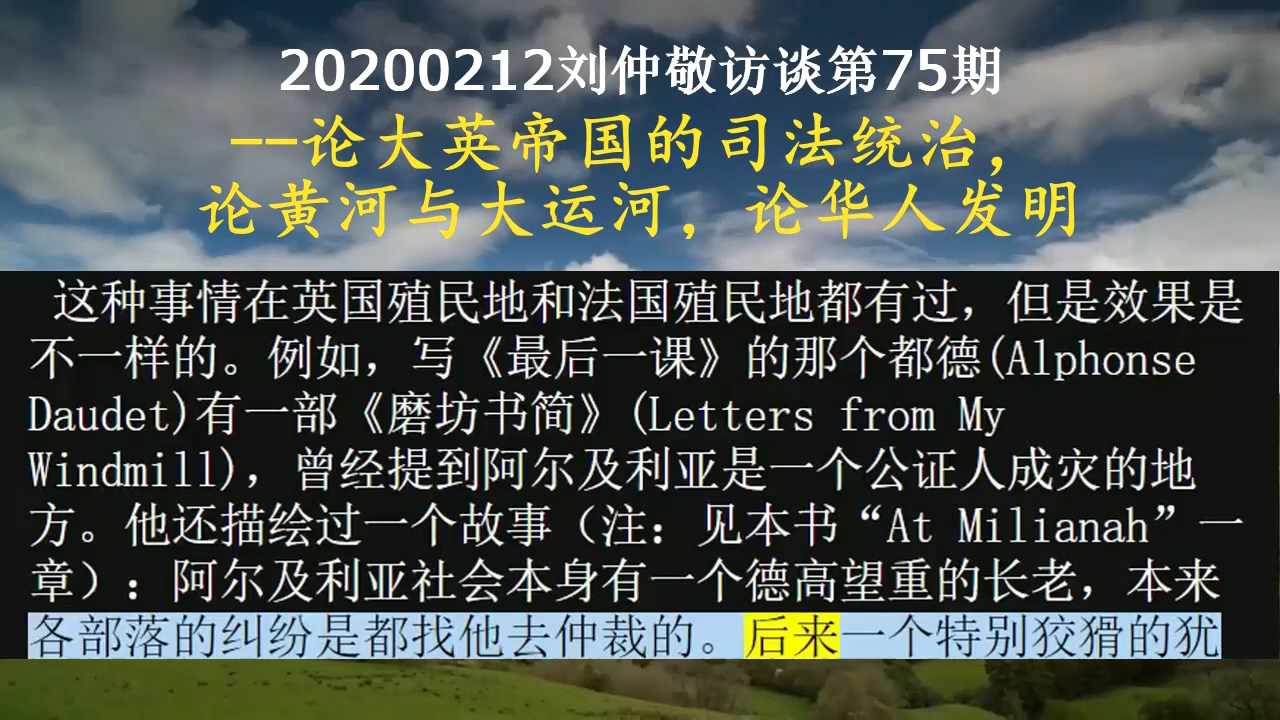 20200212刘仲敬访谈第75期
--论大英帝国的司法统治，
论黄河与大运河，论华人发明
这种事情在英国殖民地和法国殖民地都有过，但是效果是
不一样的。例如，写《最后一课》的那个都德(Alphonse
Daudet)有一部《磨坊书简》(Letters from My
Windmill)，曾经提到阿尔及利亚是一个公证人成灾的地
方。他还描绘过一个故事（注：见本书“At Milianah”一
章）：阿尔及利亚社会本身有一个德高望重的长老，本来
各部落的纠纷是都找他去仲裁的。后来一个特别狡猾的犹